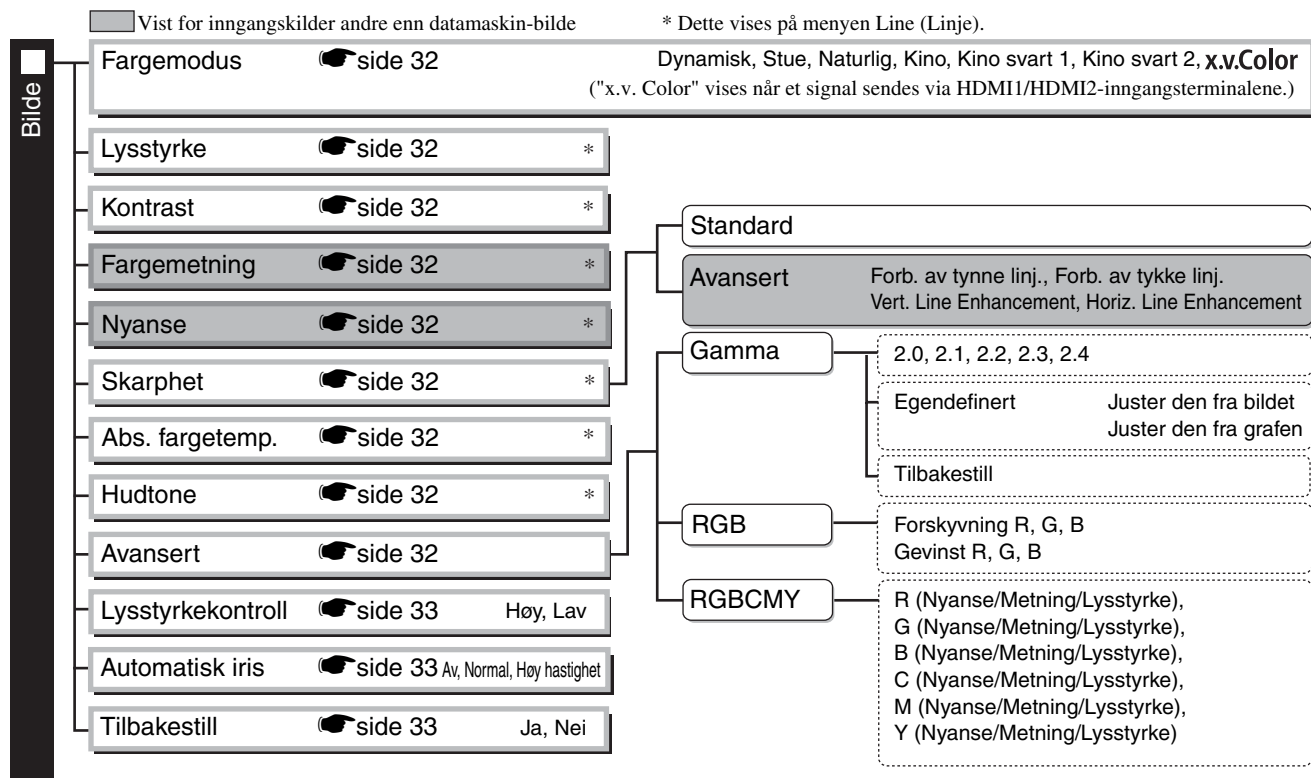 Vist for inngangskilder andre enn datamaskin-bilde * Dette vises på menyen Line (Linje).
Bilde
Fargemodus side 32 Dynamisk, Stue, Naturlig, Kino, Kino svart 1, Kino svart 2, x.v.Color
("x.v. Color" vises når et signal sendes via HDMI1/HDMI2-inngangsterminalene.)
Lysstyrke side 32 *
Kontrast side 32 *
Fargemetning side 32 *
Nyanse side 32 *
Skarphet side 32 *
Abs. fargetemp. side 32 *
Hudtone side 32 *
Avansert side 32
Lysstyrkekontroll side 33 Høy, Lav
Automatisk iris side 33 Av, Normal, Høy hastighet
Tilbakestill side 33 Ja, Nei
Standard
Avansert Forb. av tynne linj., Forb. av tykke linj.
Vert. Line Enhancement, Horiz. Line Enhancement
Gamma
2.0, 2.1, 2.2, 2.3, 2.4
Egendefinert Juster den fra bildet
Juster den fra grafen
Tilbakestill
RGB
Forskyvning R, G, B
Gevinst R, G, B
RGBCMY
R (Nyanse/Metning/Lysstyrke),
G (Nyanse/Metning/Lysstyrke),
B (Nyanse/Metning/Lysstyrke),
C (Nyanse/Metning/Lysstyrke),
M (Nyanse/Metning/Lysstyrke),
Y (Nyanse/Metning/Lysstyrke)